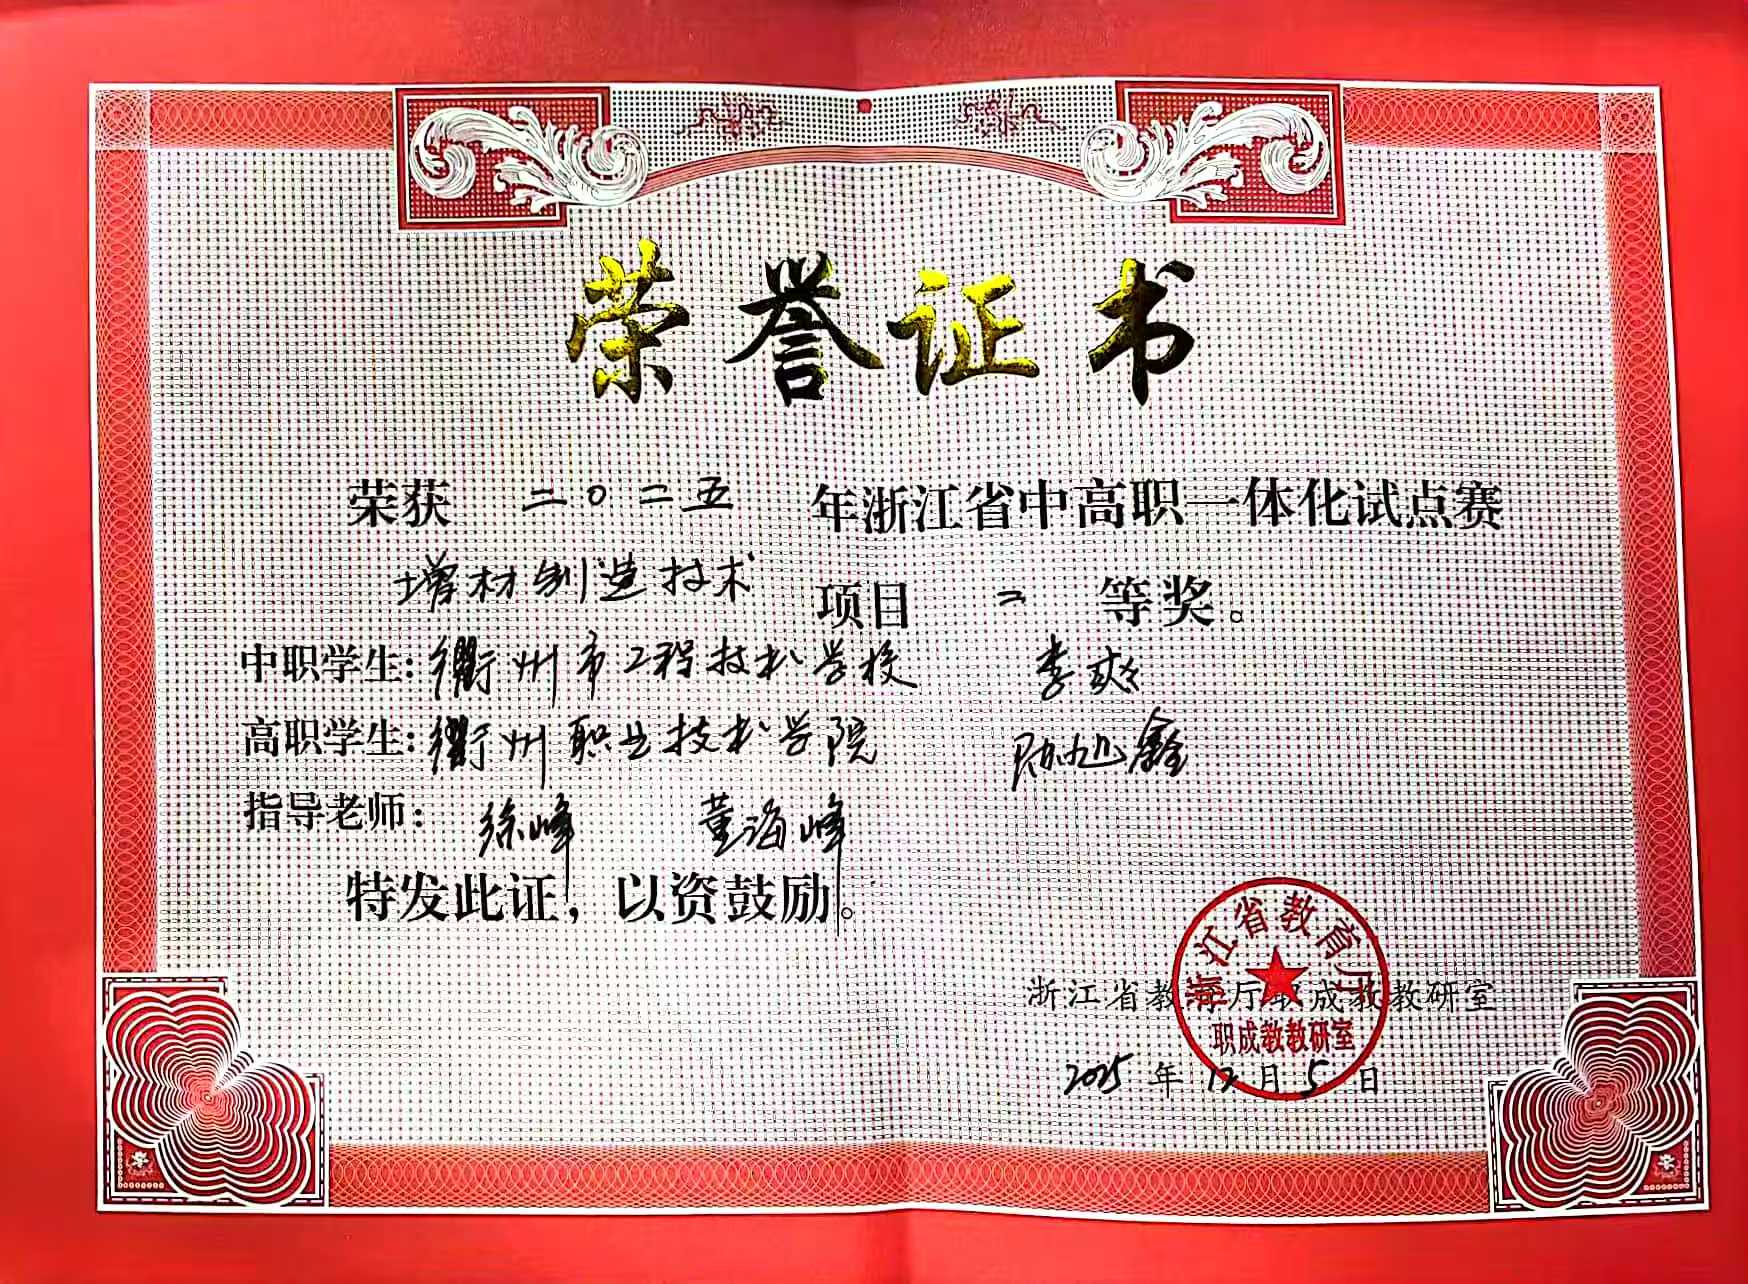 荣誉证书
荣获 二〇二五 年浙江省中高职一体化试点赛
增材制造技术 项目 二 等奖。
中职学生:衢州市工程技术学校 李爽
高职学生:衢州职业技术学院 旭鑫
指导老师: 徐峰 董海峰
特发此证,以资鼓励。
浙江省教育厅
浙江省教育厅职成教教研室
职成教教研室
2025 年 12 月 5 日